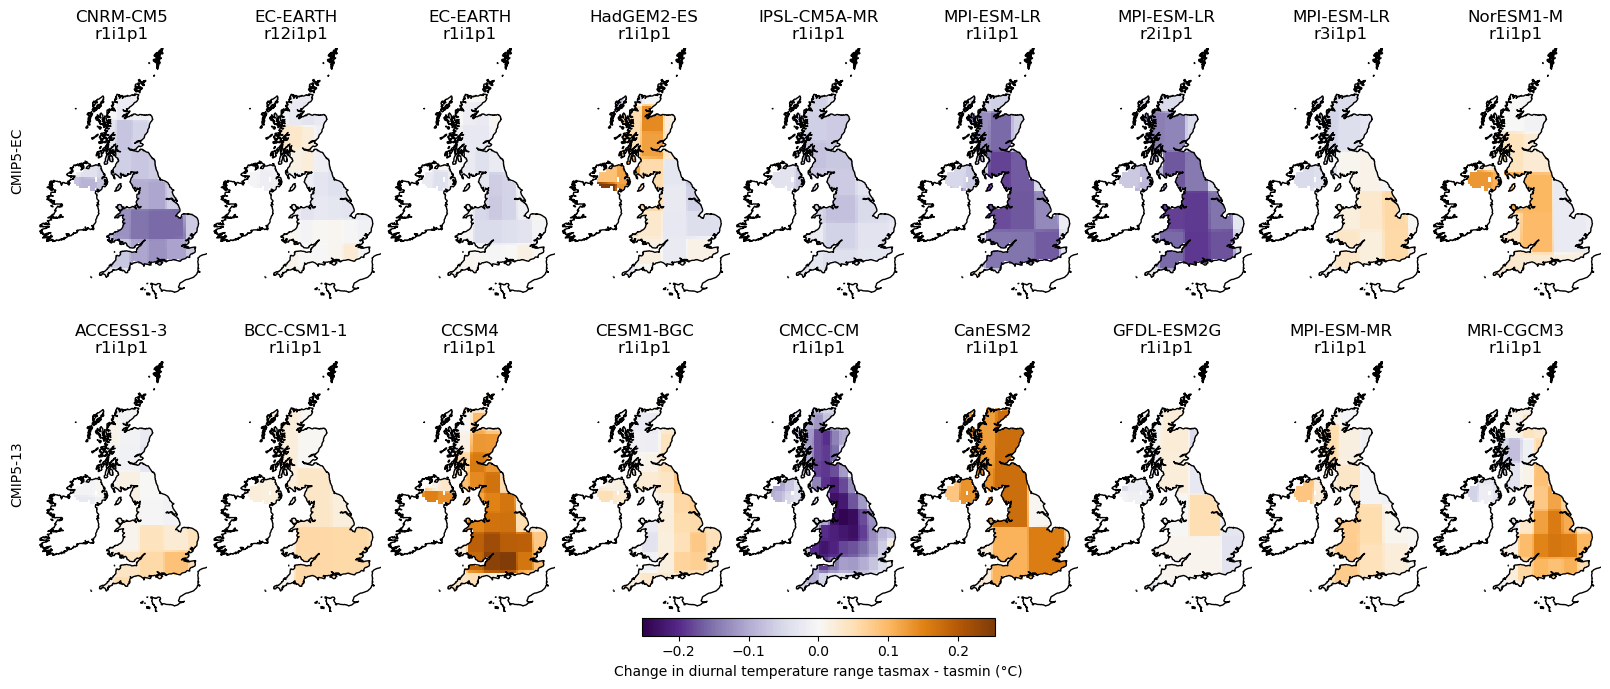 CNRM-CM5
r1i1p1
EC-EARTH
r12i1p1
EC-EARTH
r1i1p1
HadGEM2-ES
r1i1p1
IPSL-CM5A-MR
r1i1p1
MPI-ESM-LR
r1i1p1
MPI-ESM-LR
r2i1p1
MPI-ESM-LR
r3i1p1
NorESM1-M
r1i1p1
CMIP5-EC
ACCESS1-3
r1i1p1
BCC-CSM1-1
r1i1p1
CCSM4
r1i1p1
CESM1-BGC
r1i1p1
CMCC-CM
r1i1p1
CanESM2
r1i1p1
GFDL-ESM2G
r1i1p1
MPI-ESM-MR
r1i1p1
MRI-CGCM3
r1i1p1
CMIP5-13
−0.2 −0.1 0.0 0.1 0.2
Change in diurnal temperature range tasmax - tasmin (°C)